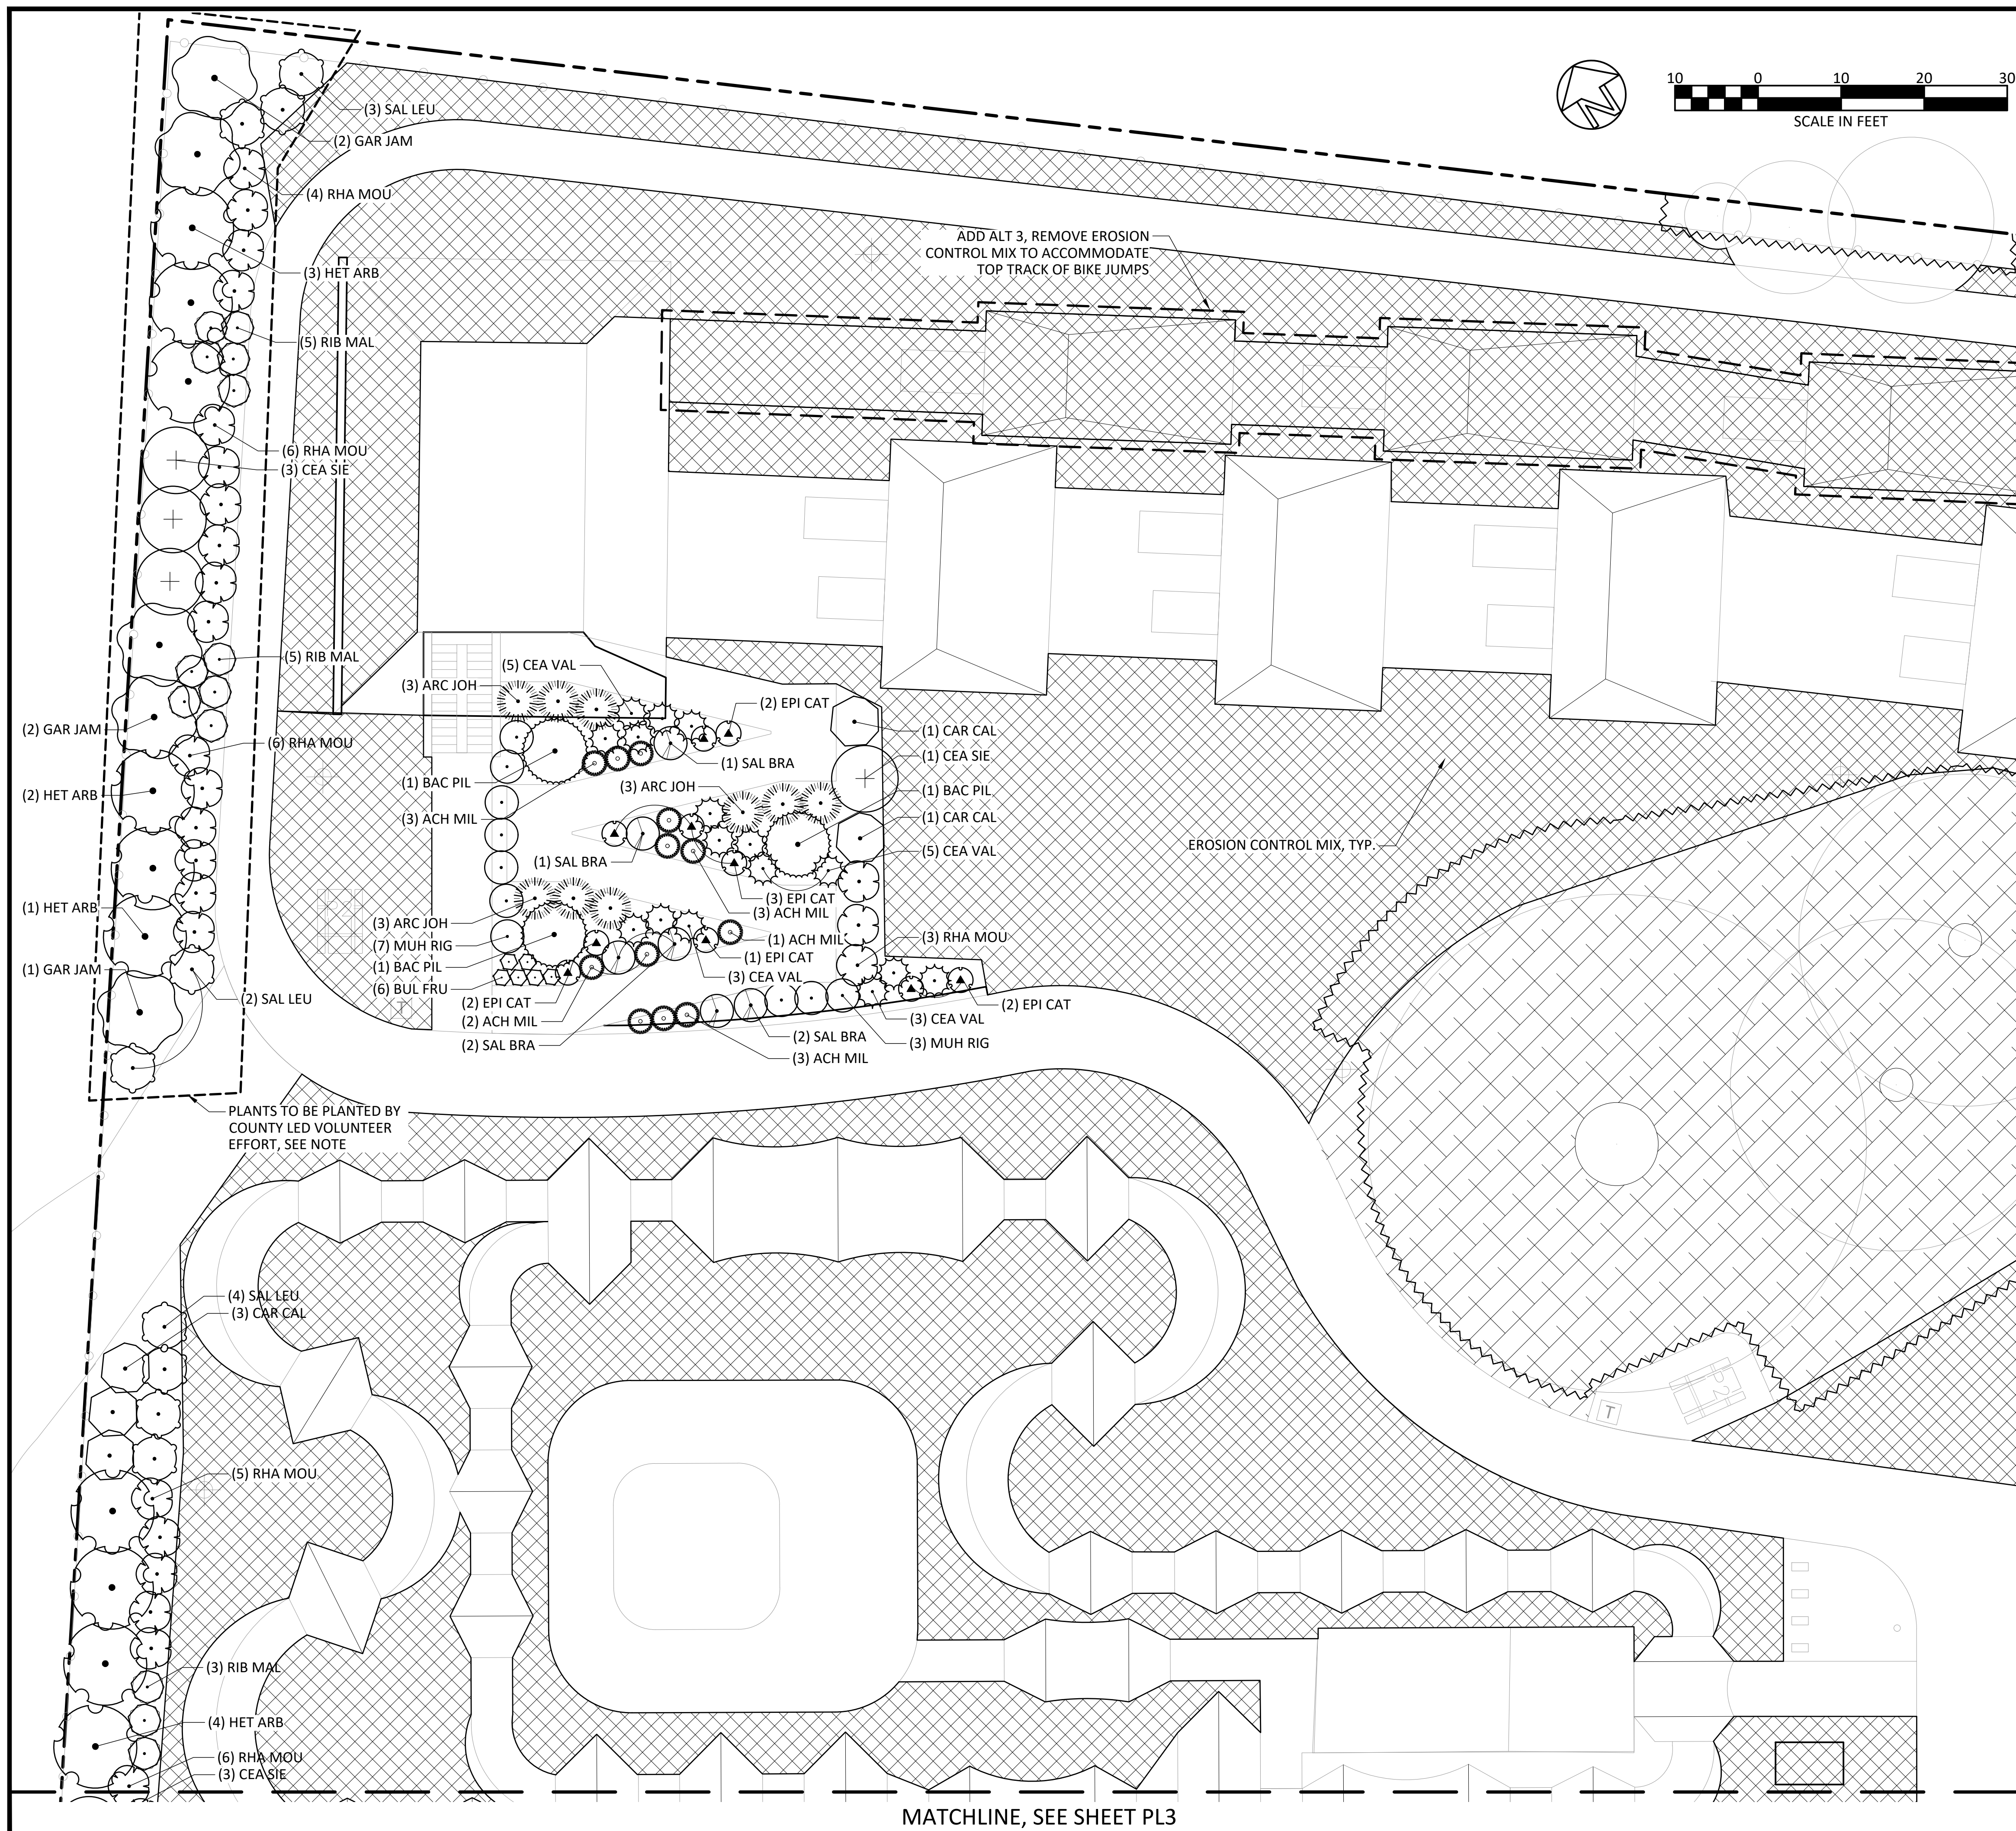 10 0 10 20 30
SCALE IN FEET
(3) SAL LEU
(2) GAR JAM
(4) RHA MOU
ADD ALT 3, REMOVE EROSION
CONTROL MIX TO ACCOMMODATE
TOP TRACK OF BIKE JUMPS
(3) HET ARB
(5) RIB MAL
(6) RHA MOU
(3) CEA SIE
(5) RIB MAL
(5) CEA VAL
(3) ARC JOH
(2) EPI CAT
(2) GAR JAM
(6) RHA MOU
(1) CAR CAL
(1) CEA SIE
(1) SAL BRA
(1) BAC PIL
(3) ARC JOH
(1) BAC PIL
(2) HET ARB
(3) ACH MIL
(1) CAR CAL
EROSION CONTROL MIX, TYP.
(5) CEA VAL
(1) SAL BRA
(3) EPI CAT
(1) HET ARB
(3) ACH MIL
(3) ARC JOH
(7) MUH RIG
(1) ACH MIL
(3) RHA MOU
(1) EPI CAT
(1) BAC PIL
(1) GAR JAM
(3) CEA VAL
(6) BUL FRU
(2) SAL LEU
(2) EPI CAT
(2) EPI CAT
(2) ACH MIL
(3) CEA VAL
(2) SAL BRA
(2) SAL BRA
(3) MUH RIG
(3) ACH MIL
PLANTS TO BE PLANTED BY
COUNTY LED VOLUNTEER
EFFORT, SEE NOTE
(4) SAL LEU
(3) CAR CAL
T
(5) RHA MOU
(3) RIB MAL
(4) HET ARB
(6) RHA MOU
(3) CEA SIE
MATCHLINE, SEE SHEET PL3